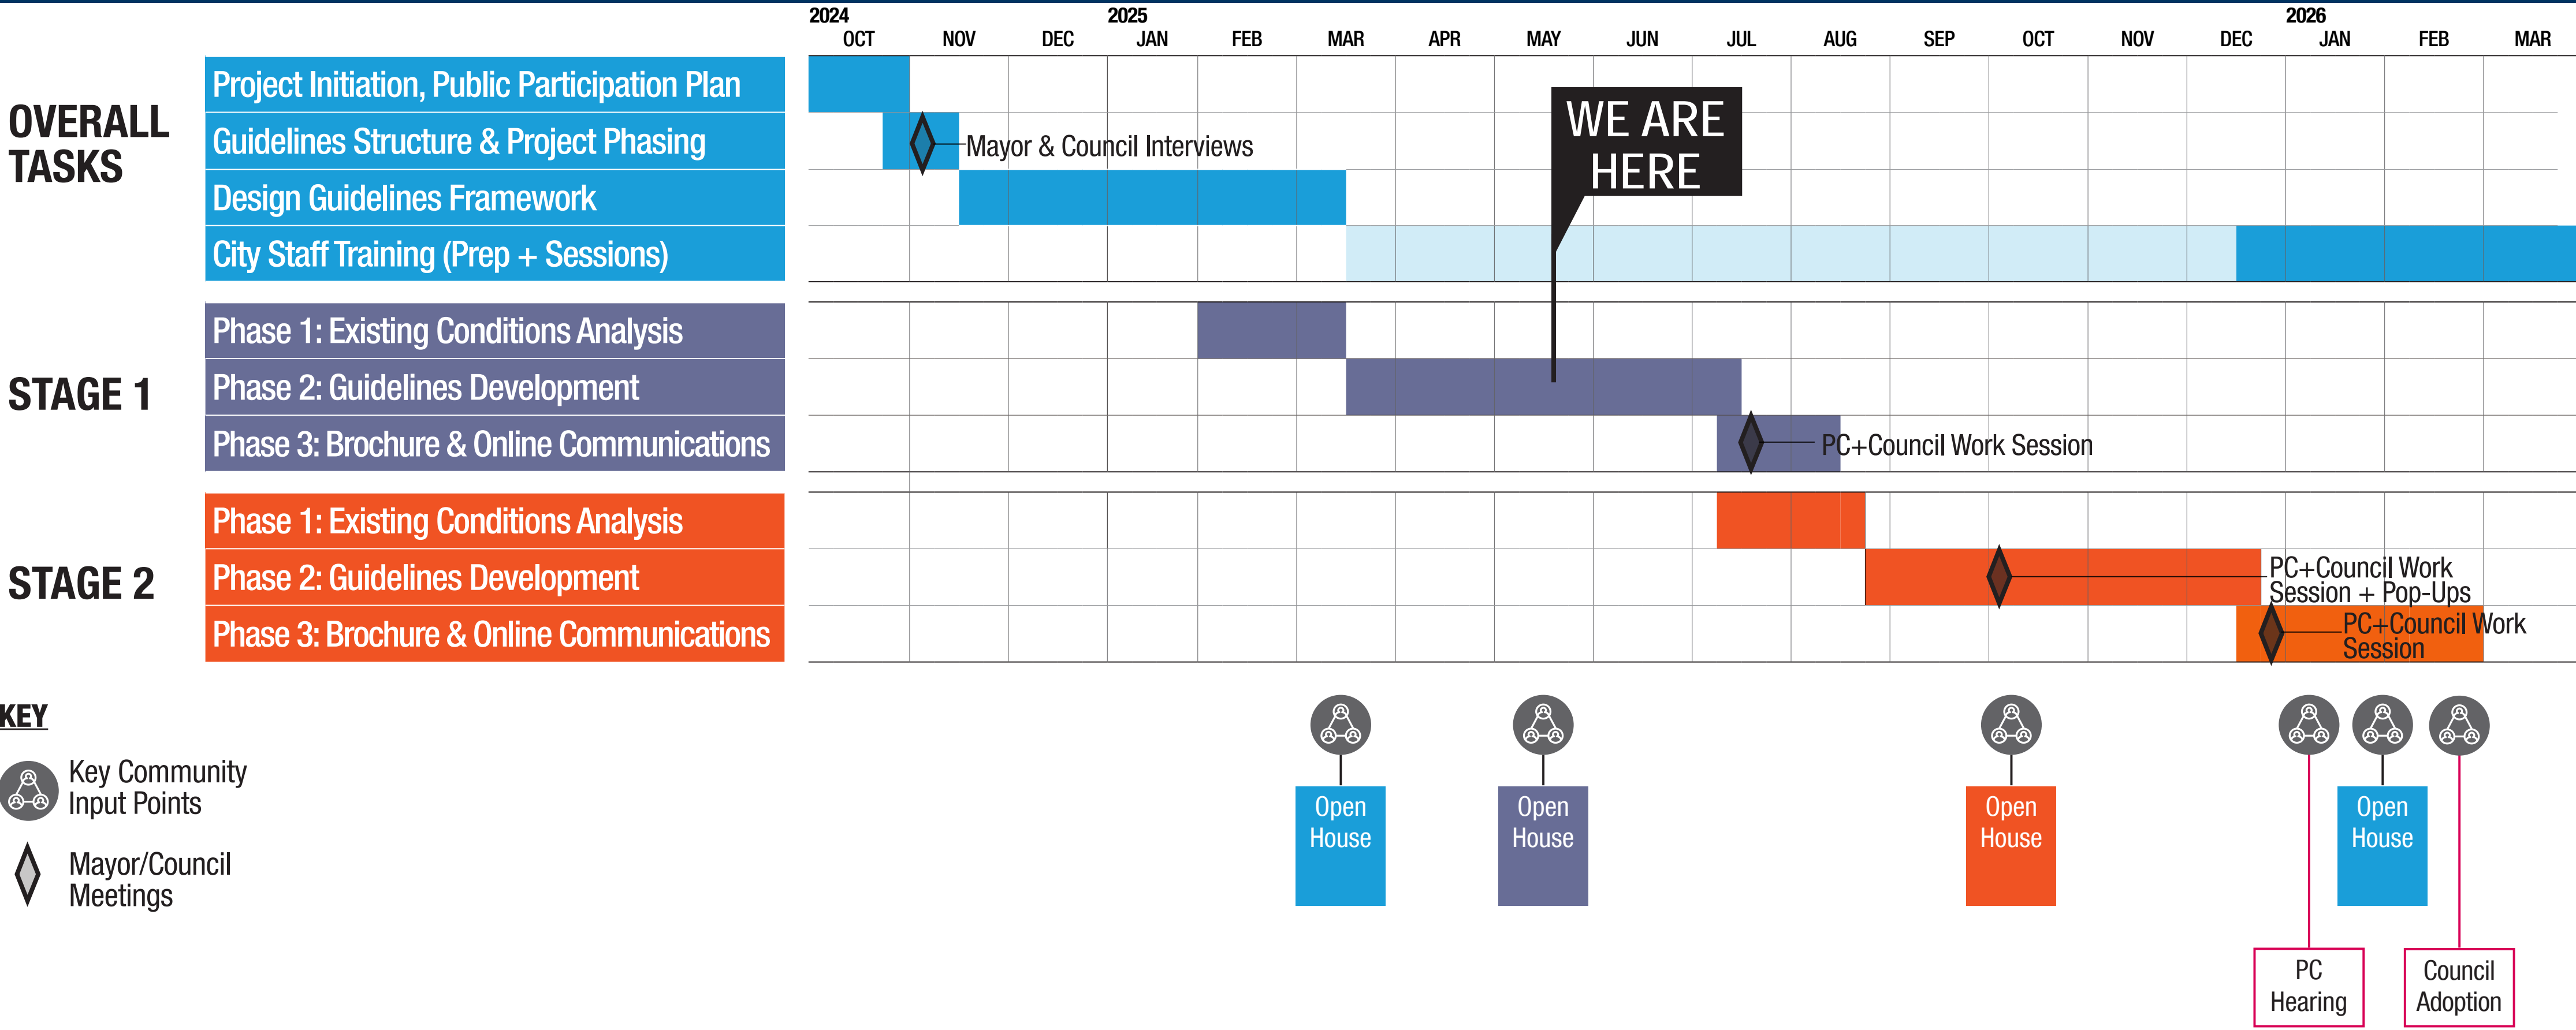 2024 2025 2026
OCT NOV DEC JAN FEB MAR APR MAY JUN JUL AUG SEP OCT NOV DEC JAN FEB MAR
OVERALL
TASKS
Project Initiation, Public Participation Plan
Guidelines Structure & Project Phasing
Mayor & Council Interviews
Design Guidelines Framework
City Staff Training (Prep + Sessions)
WE ARE
HERE
STAGE 1
Phase 1: Existing Conditions Analysis
Phase 2: Guidelines Development
Phase 3: Brochure & Online Communications
PC+Council Work Session
STAGE 2
Phase 1: Existing Conditions Analysis
Phase 2: Guidelines Development
PC+Council Work
Session + Pop-Ups
Phase 3: Brochure & Online Communications
PC+Council Work
Session
KEY
Key Community
Input Points
Mayor/Council
Meetings
Open
House
Open
House
Open
House
Open
House
PC
Hearing
Council
Adoption